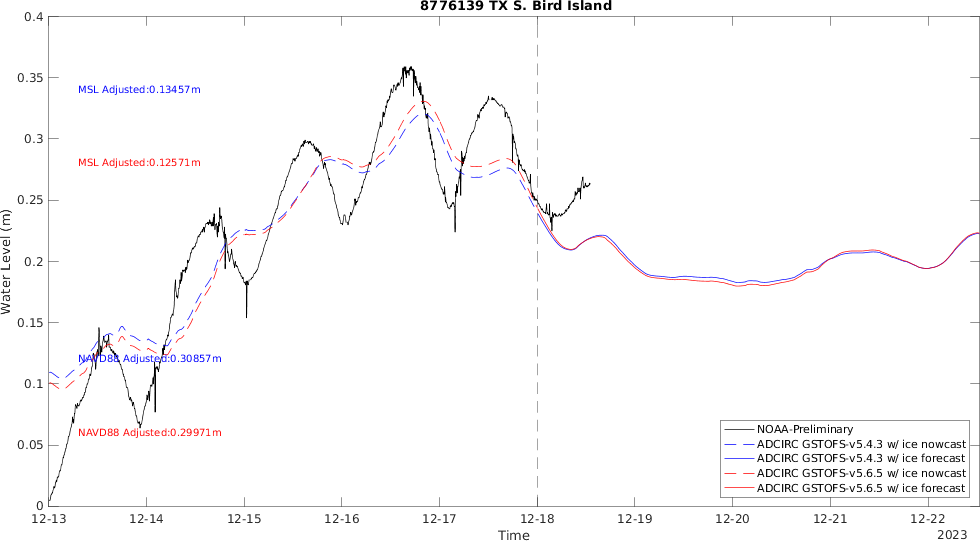 8776139 TX S. Bird Island
0.4
0.35
0.3
0.25
0.2
0.15
0.1
0.05
0
Water Level (m)
MSL Adjusted:0.13457m
MSL Adjusted:0.12571m
NAVD88 Adjusted:0.30857m
NAVD88 Adjusted:0.29971m
NOAA-Preliminary
ADCIRC GSTOFS-v5.4.3 w/ ice nowcast
ADCIRC GSTOFS-v5.4.3 w/ ice forecast
ADCIRC GSTOFS-v5.6.5 w/ ice nowcast
ADCIRC GSTOFS-v5.6.5 w/ ice forecast
12-13 12-14 12-15 12-16 12-17 12-18 12-19 12-20 12-21 12-22
Time
2023